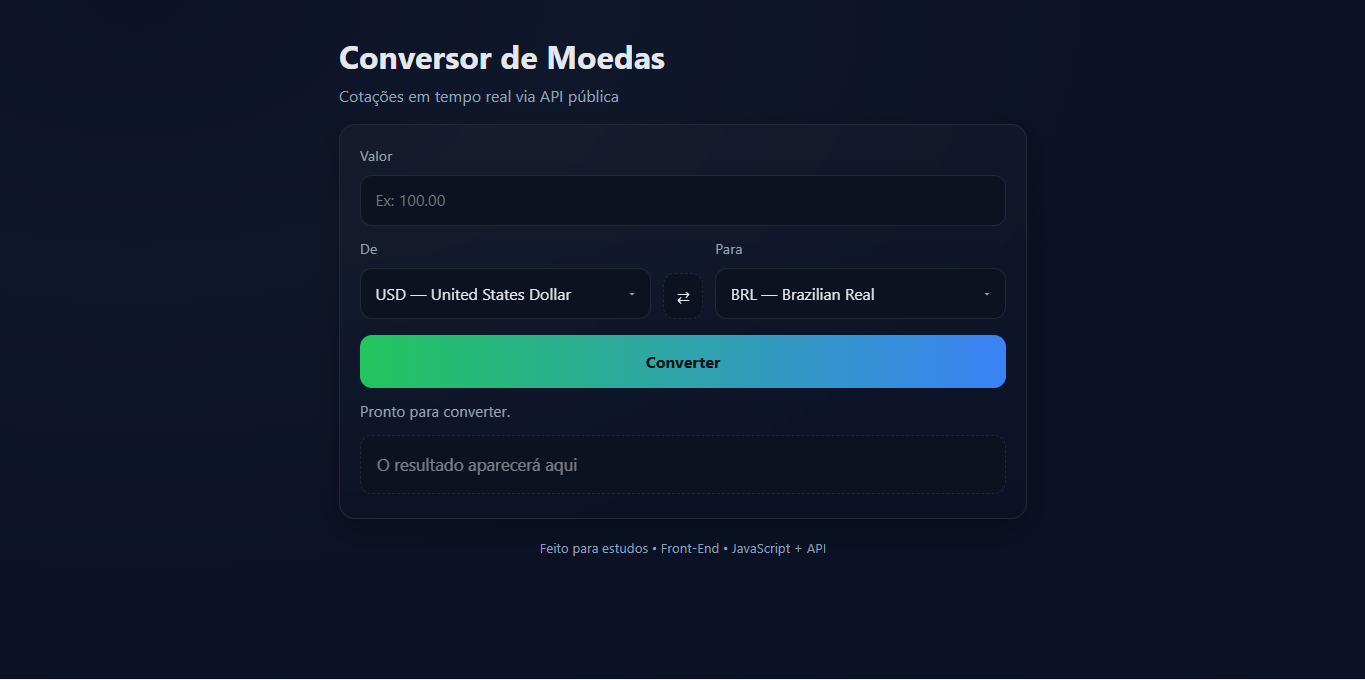 Conversor de Moedas
Cotações em tempo real via API pública
Valor
Ex: 100.00
De
Para
USD — United States Dollar
⇄
BRL — Brazilian Real
Converter
Pronto para converter.
O resultado aparecerá aqui
Feito para estudos • Front-End • JavaScript + API